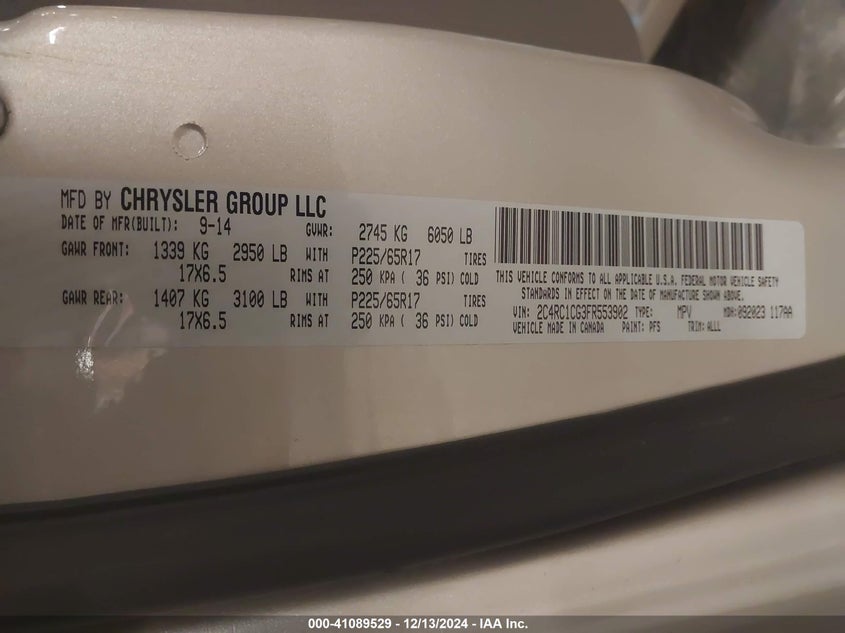 MFD BY CHRYSLER GROUP LLC
DATE OF MFR(BUILT): 9-14 GVWR: 2745 KG 6050 LB
GAWR FRONT: 1339 KG 2950 LB WITH P225/65R17 TIRES
17X6.5 RIMS AT 250 KPA ( 36 PSI) COLD
GAWR REAR: 1407 KG 3100 LB WITH P225/65R17 TIRES
17X6.5 RIMS AT 250 KPA ( 36 PSI) COLD
THIS VEHICLE CONFORMS TO ALL APPLICABLE U.S.A. FEDERAL MOTOR VEHICLE SAFETY
STANDARDS IN EFFECT ON THE DATE OF MANUFACTURE SHOWN ABOVE.
VIN: 2C4RC1CG3FR553902 TYPE: MPV MDH:092023 117AA
VEHICLE MADE IN CANADA PAINT: PFS TRIM: ALLL
000-41089529 - 12/13/2024 - IAA Inc.